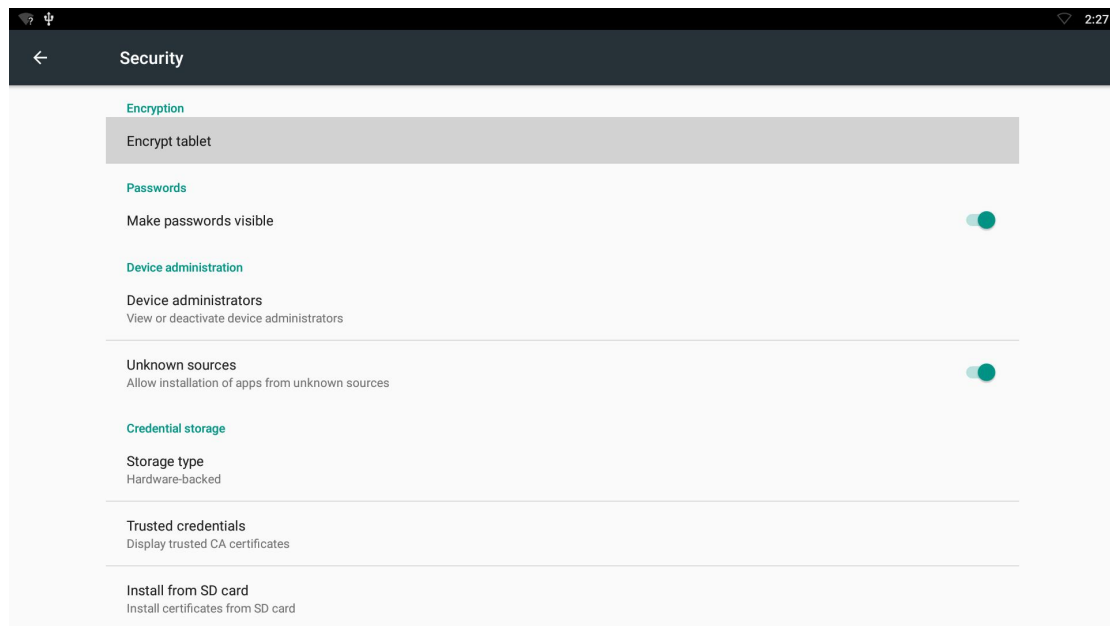 2:27
Security
Encryption
Encrypt tablet
Passwords
Make passwords visible
Device administration
Device administrators
View or deactivate device administrators
Unknown sources
Allow installation of apps from unknown sources
Credential storage
Storage type
Hardware-backed
Trusted credentials
Display trusted CA certificates
Install from SD card
Install certificates from SD card